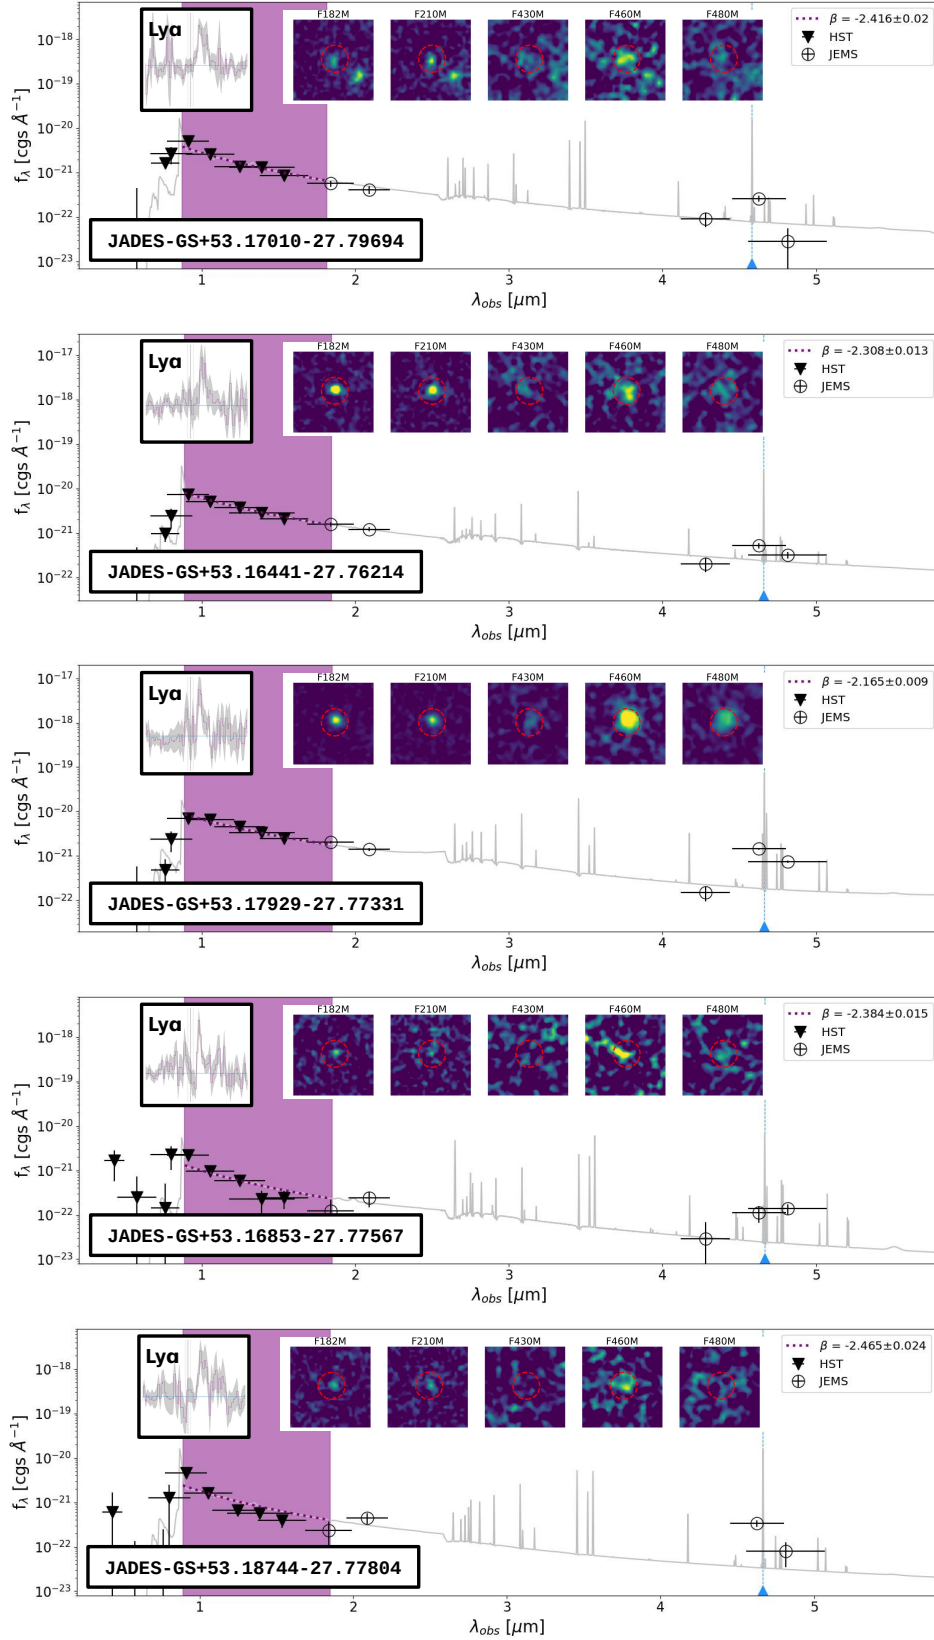 Lyα
F182M F210M F430M F460M F480M
β = -2.416±0.02
HST
JEMS
10⁻¹⁸
10⁻¹⁹
10⁻²⁰
10⁻²¹
10⁻²²
10⁻²³
fλ [cgs Å⁻¹]
JADES-GS+53.17010-27.79694
1 2 3 4 5
λobs [μm]
Lyα
F182M F210M F430M F460M F480M
β = -2.308±0.013
HST
JEMS
10⁻¹⁷
10⁻¹⁸
10⁻¹⁹
10⁻²⁰
10⁻²¹
10⁻²²
fλ [cgs Å⁻¹]
JADES-GS+53.16441-27.76214
1 2 3 4 5
λobs [μm]
Lyα
F182M F210M F430M F460M F480M
β = -2.165±0.009
HST
JEMS
10⁻¹⁷
10⁻¹⁸
10⁻¹⁹
10⁻²⁰
10⁻²¹
10⁻²²
fλ [cgs Å⁻¹]
JADES-GS+53.17929-27.77331
1 2 3 4 5
λobs [μm]
Lyα
F182M F210M F430M F460M F480M
β = -2.384±0.015
HST
JEMS
10⁻¹⁸
10⁻¹⁹
10⁻²⁰
10⁻²¹
10⁻²²
10⁻²³
fλ [cgs Å⁻¹]
JADES-GS+53.16853-27.77567
1 2 3 4 5
λobs [μm]
Lyα
F182M F210M F430M F460M F480M
β = -2.465±0.024
HST
JEMS
10⁻¹⁸
10⁻¹⁹
10⁻²⁰
10⁻²¹
10⁻²²
10⁻²³
fλ [cgs Å⁻¹]
JADES-GS+53.18744-27.77804
1 2 3 4 5
λobs [μm]